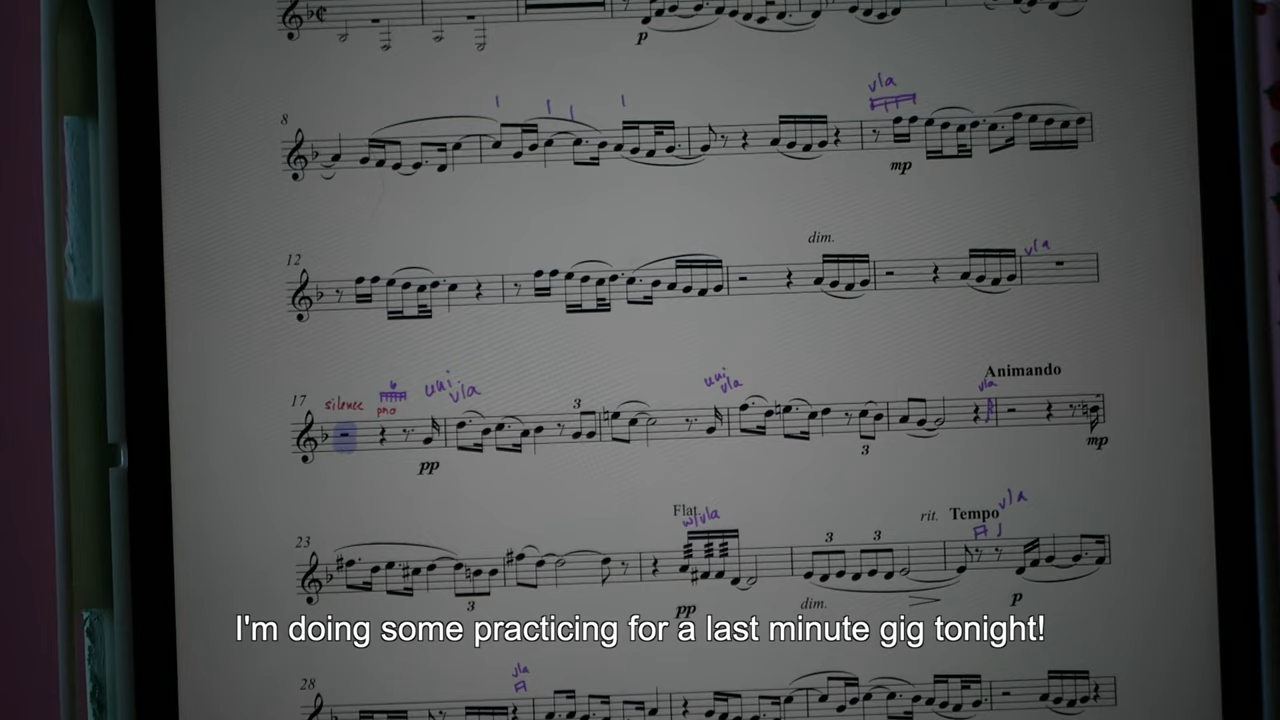 p
vla
8
mp
dim.
12
vla
Animando
uni
uni
vla
6
vla
vla
17
silence
pno
3
3
pp
mp
vla
Flat.
w/vla
rit. Tempo
23
3
3
3
pp
dim.
p
I'm doing some practicing for a last minute gig tonight!
vla
28